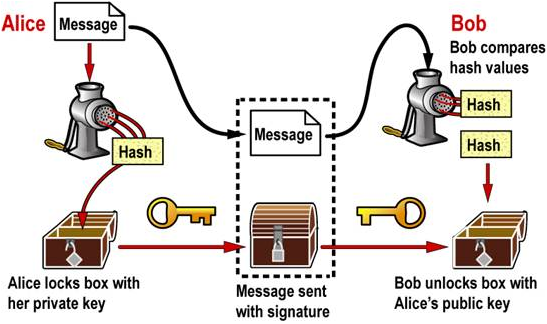 Alice
Message
Bob
Bob compares
hash values
Hash
Hash
Message
Hash
Alice locks box with
her private key
Message sent
with signature
Bob unlocks box with
Alice's public key